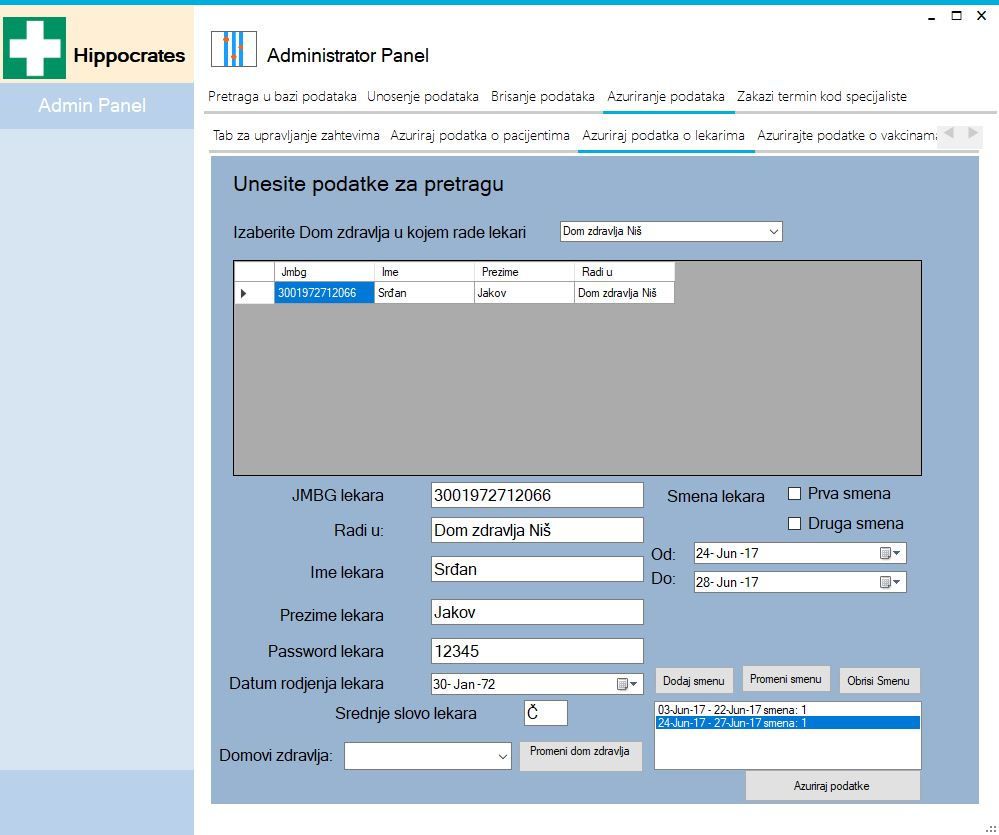 Hippocrates
Administrator Panel
Admin Panel
Pretraga u bazi podataka Unosenje podataka Brisanje podataka Azuriranje podataka Zakazi termin kod specijaliste
Tab za upravljanje zahtevima Azuriraj podatka o pacijentima Azuriraj podatka o lekarima Azurirajte podatke o vakcinama
Unesite podatke za pretragu
Izaberite Dom zdravlja u kojem rade lekari Dom zdravlja Niš
Jmbg Ime Prezime Radi u
3001972712066 Srđan Jakov Dom zdravlja Niš
JMBG lekara 3001972712066 Smena lekara Prva smena
Radi u: Dom zdravlja Niš Druga smena
Od: 24- Jun -17
Ime lekara Srđan Do: 28- Jun -17
Prezime lekara Jakov
Password lekara 12345
Datum rodjenja lekara 30- Jan -72 Dodaj smenu Promeni smenu Obrisi Smenu
Srednje slovo lekara Č 03-Jun-17 - 22-Jun-17 smena: 1
24-Jun-17 - 27-Jun-17 smena: 1
Domovi zdravlja: Promeni dom zdravlja
Azuriraj podatke